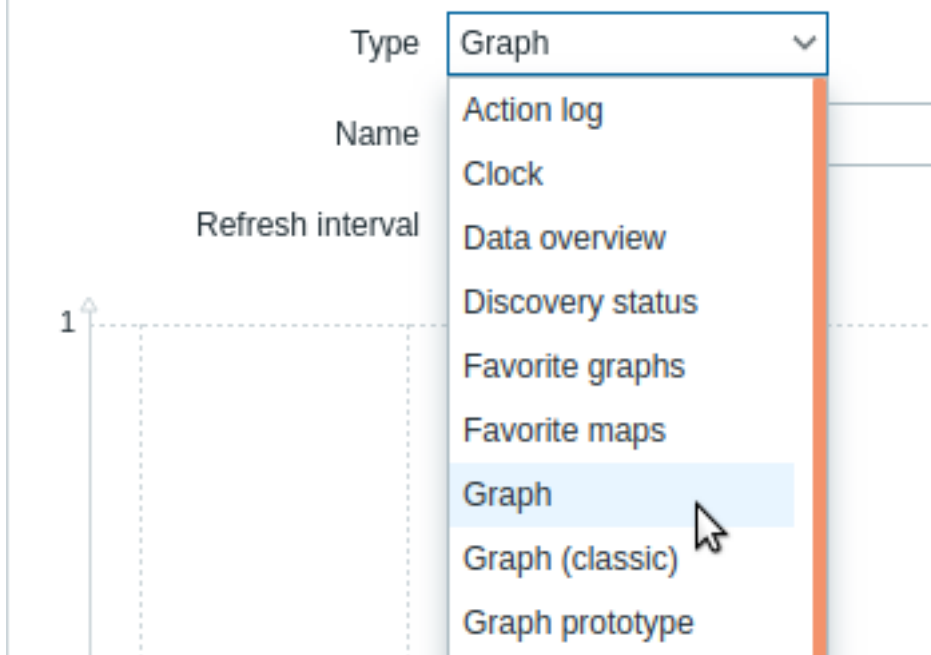 Type Graph
Action log
Name
Clock
Refresh interval
Data overview
Discovery status
1
Favorite graphs
Favorite maps
Graph
Graph (classic)
Graph prototype